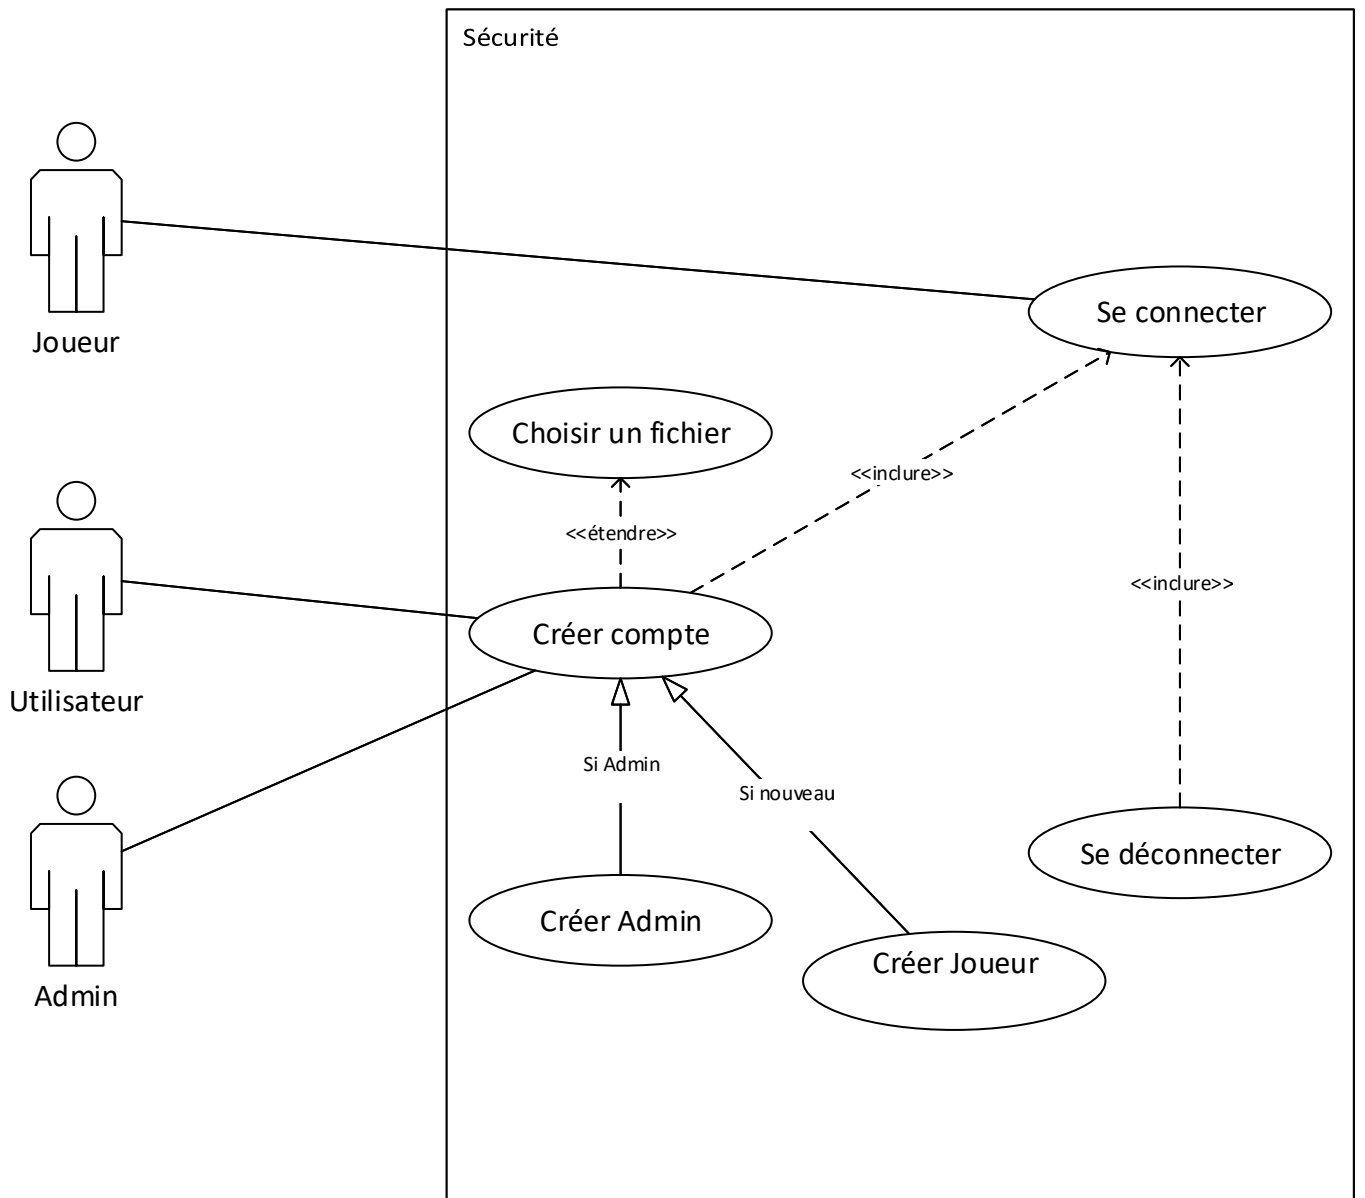 Sécurité
Joueur
Se connecter
Choisir un fichier
<<inclure>>
<<étendre>>
<<inclure>>
Créer compte
Utilisateur
Si Admin
Si nouveau
Se déconnecter
Créer Admin
Créer Joueur
Admin